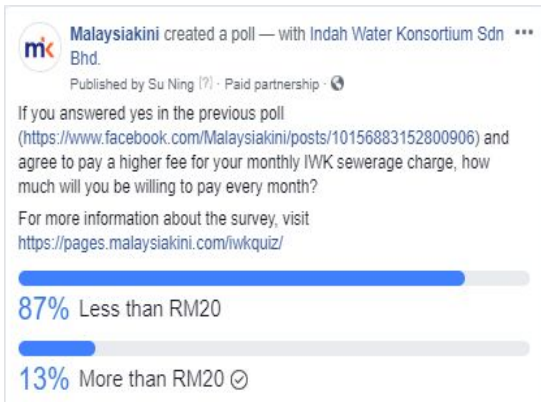 mk
Malaysiakini created a poll — with Indah Water Konsortium Sdn
Bhd.
Published by Su Ning [?] · Paid partnership ·
If you answered yes in the previous poll
(https://www.facebook.com/Malaysiakini/posts/10156883152800906) and
agree to pay a higher fee for your monthly IWK sewerage charge, how
much will you be willing to pay every month?
For more information about the survey, visit
https://pages.malaysiakini.com/iwkquiz/
87% Less than RM20
13% More than RM20